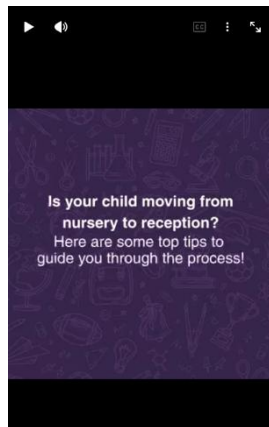 CC
Is your child moving from
nursery to reception?
Here are some top tips to
guide you through the process!